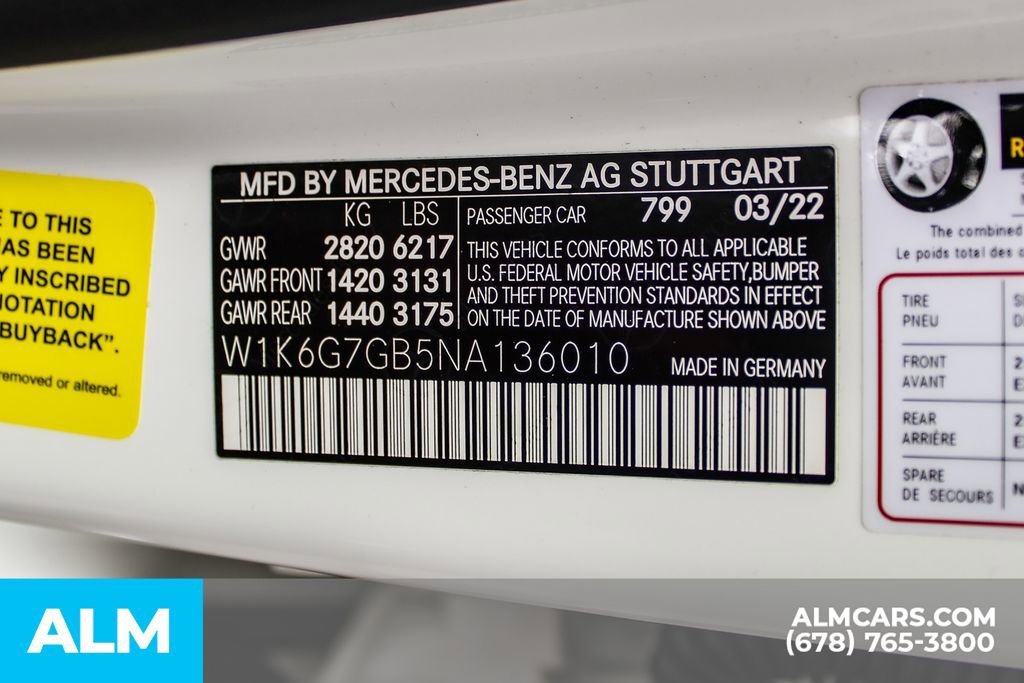 E TO THIS
HAS BEEN
Y INSCRIBED
NOTATION
BUYBACK".
removed or altered.
MFD BY MERCEDES-BENZ AG STUTTGART
KG LBS
GVWR 2820 6217
GAWR FRONT 1420 3131
GAWR REAR 1440 3175
PASSENGER CAR 799 03/22
THIS VEHICLE CONFORMS TO ALL APPLICABLE
U.S. FEDERAL MOTOR VEHICLE SAFETY,BUMPER
AND THEFT PREVENTION STANDARDS IN EFFECT
ON THE DATE OF MANUFACTURE SHOWN ABOVE
W1K6G7GB5NA136010
MADE IN GERMANY
The combined
Le poids total des
TIRE
PNEU
FRONT
AVANT
REAR
ARRIÈRE
SPARE
DE SECOURS
ALM
ALMCARS.COM
(678) 765-3800